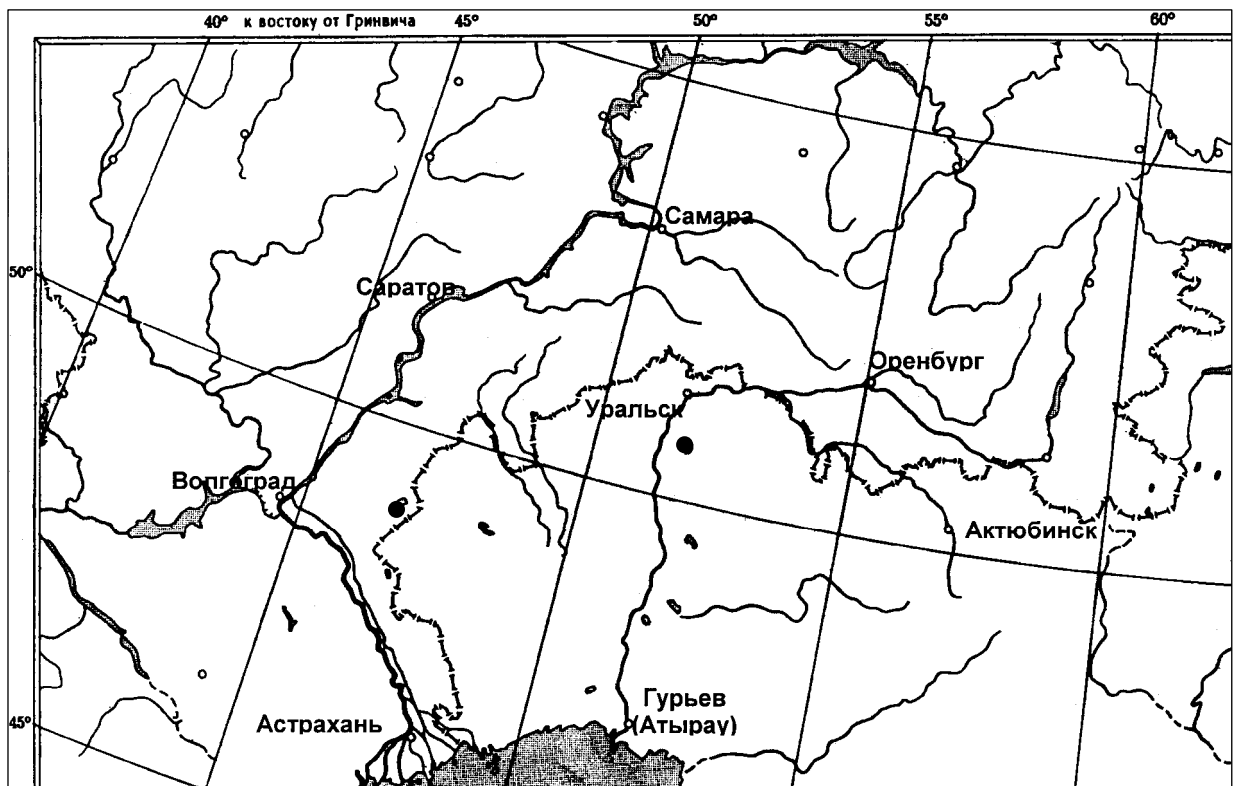 40° к востоку от Гринвича 45° 50° 55° 60°
Самара
50°
Саратов
Оренбург
Уральск
Волгоград
Актюбинск
Гурьев
(Атырау)
45°
Астрахань